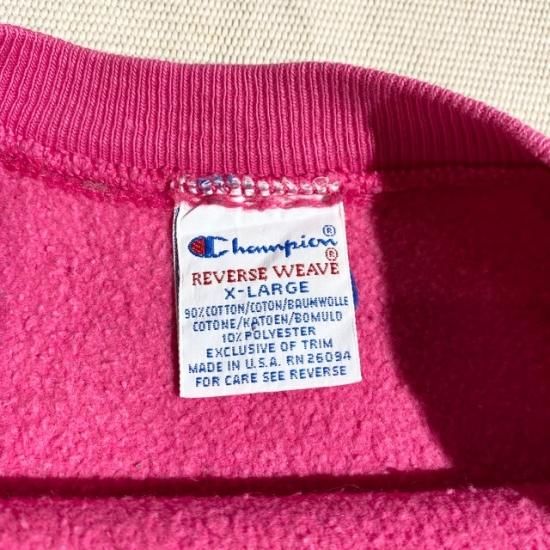 Champion®
REVERSE WEAVE®
X-LARGE
90% COTTON/COTON/BAUMWOLLE
COTONE/KATOEN/BOMULD
10% POLYESTER
EXCLUSIVE OF TRIM
MADE IN U.S.A. RN 26094
FOR CARE SEE REVERSE